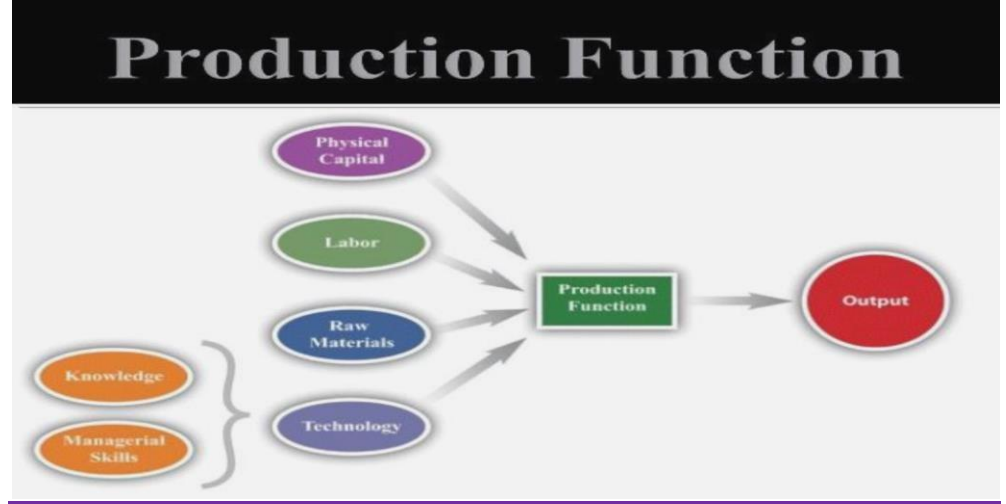 Production Function
Physical
Capital
Labor
Raw
Materials
Technology
Knowledge
Managerial
Skills
Production
Function
Output